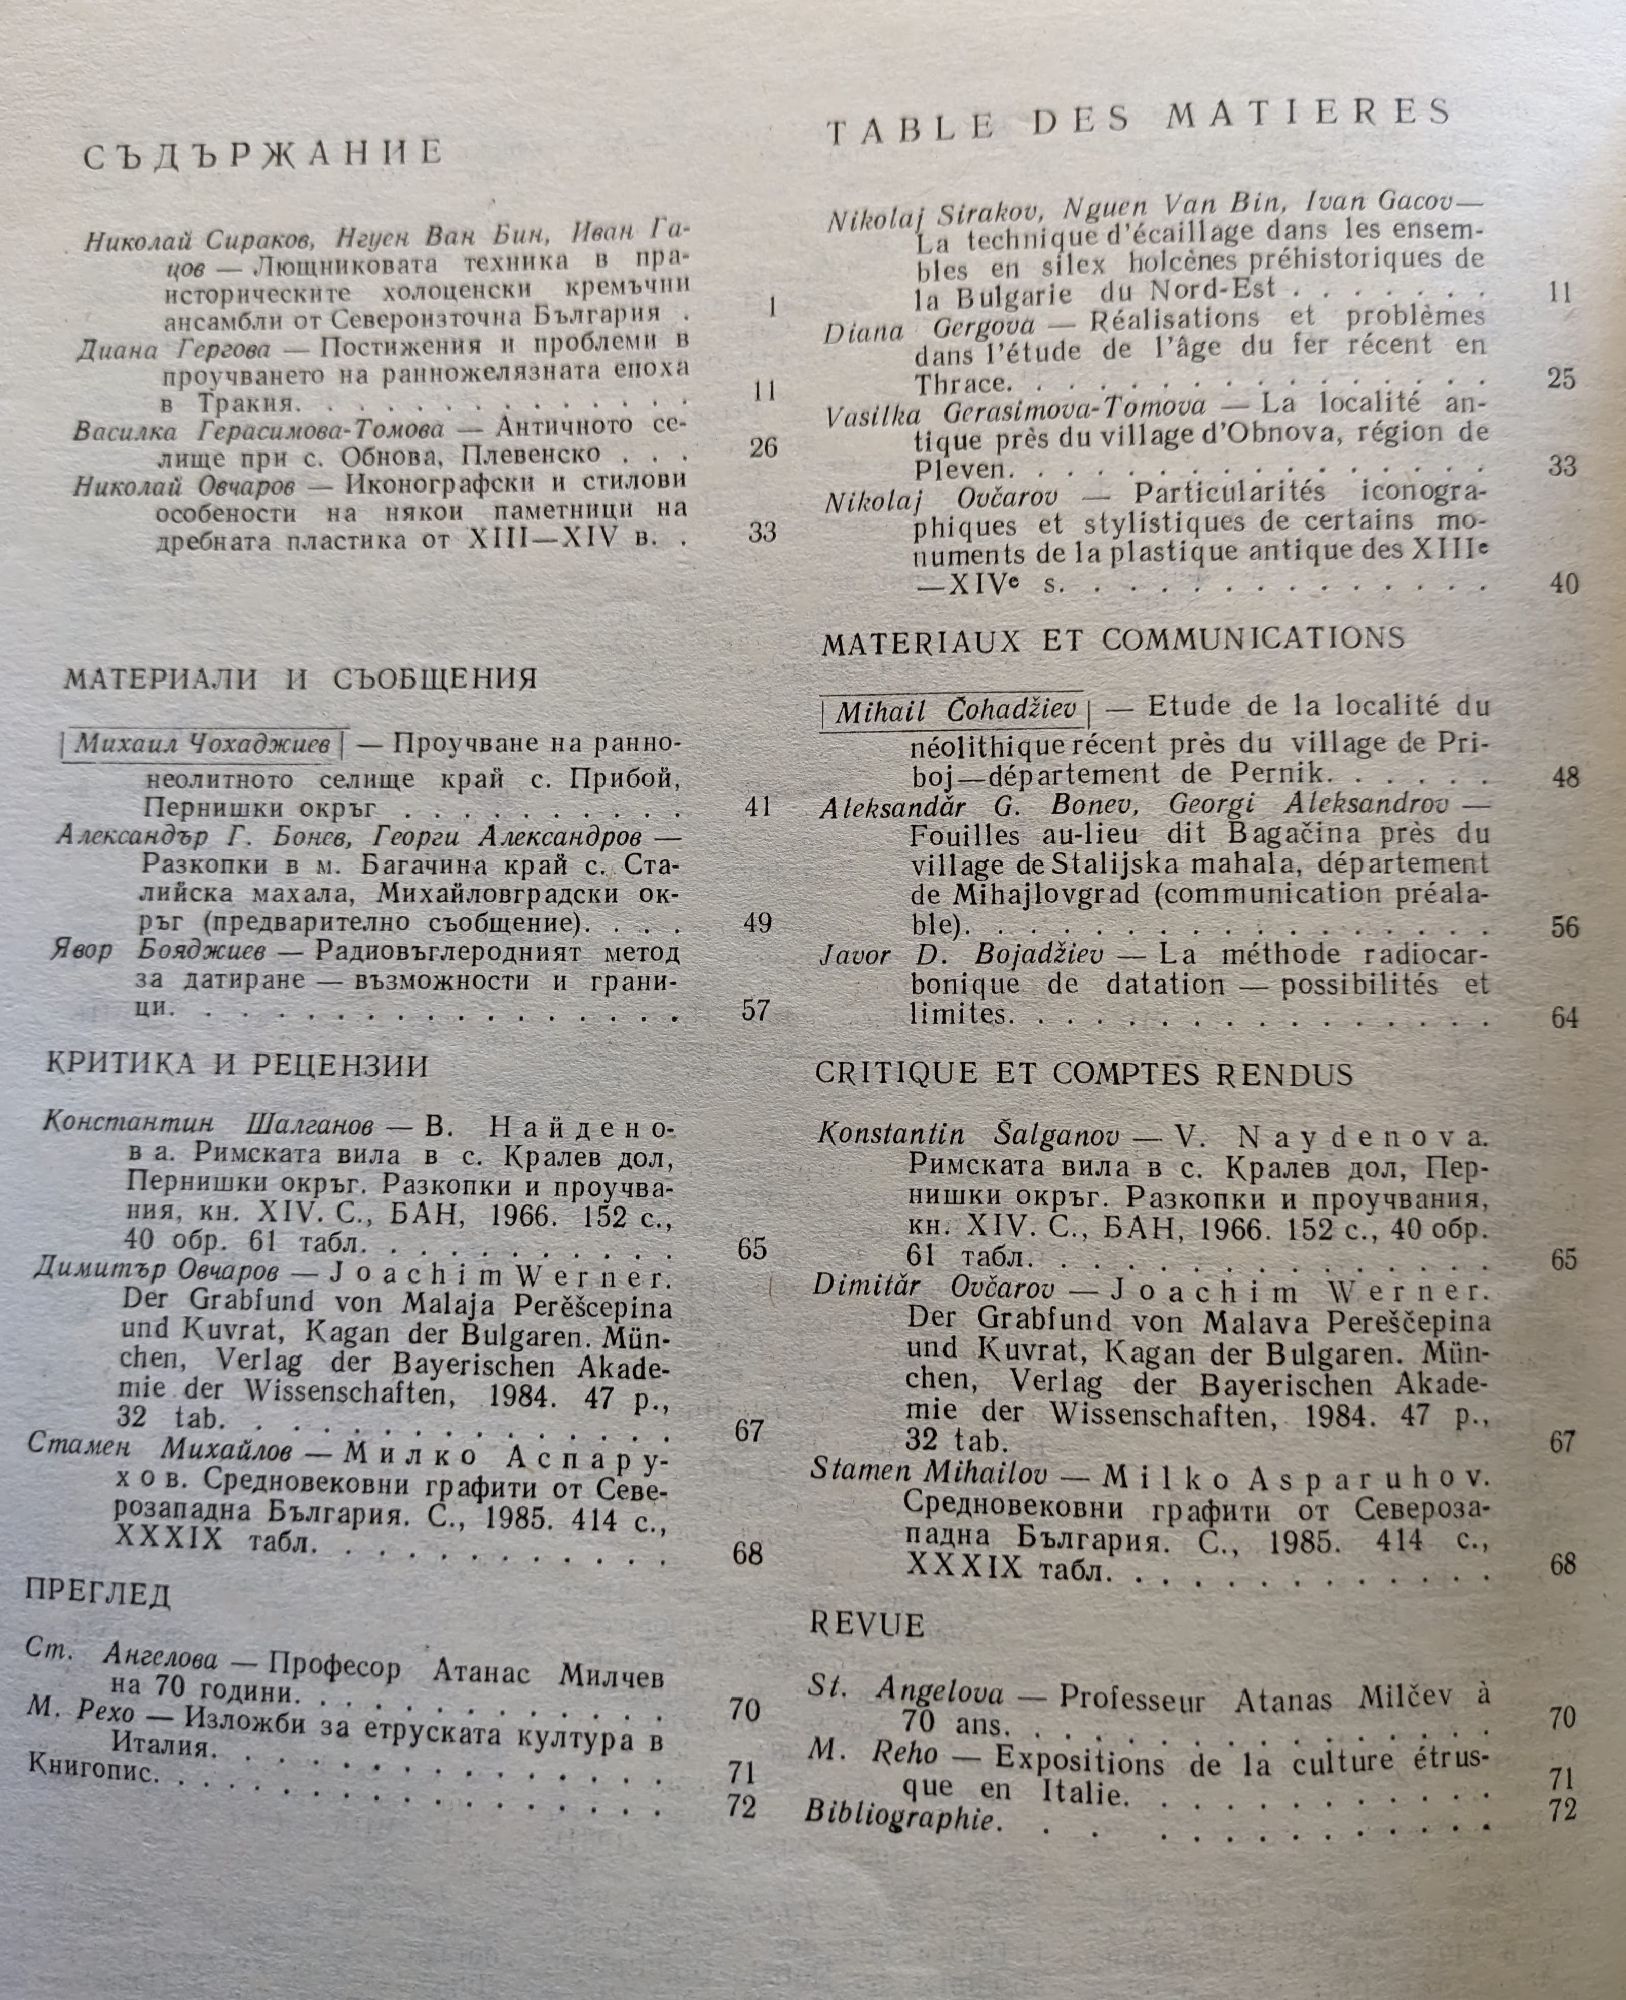 СЪДЪРЖАНИЕ
Николай Сираков, Нгуен Ван Бин, Иван Га-
цов — Лющниковата техника в пра-
историческите холоценски кремъчни
ансамбли от Североизточна България . 1
Диана Гергова — Постижения и проблеми в
проучването на ранножелязната епоха
в Тракия. . . . . . . . . . . . . 11
Василка Герасимова-Томова — Античното се-
лище при с. Обнова, Плевенско . . . 26
Николай Овчаров — Иконографски и стилови
особености на някои паметници на
дребната пластика от XIII—XIV в. . 33
МАТЕРИАЛИ И СЪОБЩЕНИЯ
Михаил Чохаджиев — Проучване на ранно-
неолитното селище край с. Прибой,
Пернишки окръг . . . . . . . . . . 41
Александър Г. Бонев, Георги Александров —
Разкопки в м. Багачина край с. Ста-
лийска махала, Михайловградски ок-
ръг (предварително съобщение). . . . 49
Явор Бояджиев — Радиовъглеродният метод
за датиране — възможности и грани-
ци. . . . . . . . . . . . . . . . 57
КРИТИКА И РЕЦЕНЗИИ
Константин Шалганов — В. Найдено-
ва. Римската вила в с. Кралев дол,
Пернишки окръг. Разкопки и проучва-
ния, кн. XIV. С., БАН, 1966. 152 с.,
40 обр. 61 табл. . . . . . . . . . . 65
Димитър Овчаров — Joachim Werner.
Der Grabfund von Malaja Perěščepina
und Kuvrat, Kagan der Bulgaren. Mün-
chen, Verlag der Bayerischen Akade-
mie der Wissenschaften, 1984. 47 p.,
32 tab. . . . . . . . . . . . . . . 67
Стамен Михайлов — Милко Аспару-
хов. Средновековни графити от Севе-
розападна България. С., 1985. 414 с.,
XXXIX табл. . . . . . . . . . . . 68
ПРЕГЛЕД
Ст. Ангелова — Професор Атанас Милчев
на 70 години. . . . . . . . . . . . 70
М. Рехо — Изложби за етруската култура в
Италия. . . . . . . . . . . . . . 71
Книгопис. . . . . . . . . . . . . . . 72
TABLE DES MATIERES
Nikolaj Sirakov, Nguen Van Bin, Ivan Gacov—
La technique d'écaillage dans les ensem-
bles en silex holcènes préhistoriques de
la Bulgarie du Nord-Est . . . . . . . 11
Diana Gergova — Réalisations et problèmes
dans l'étude de l'âge du fer récent en
Thrace. . . . . . . . . . . . . . . 25
Vasilka Gerasimova-Tomova — La localité an-
tique près du village d'Obnova, région de
Pleven. . . . . . . . . . . . . . . 33
Nikolaj Ovčarov — Particularités iconogra-
phiques et stylistiques de certains mo-
numents de la plastique antique des XIIIe
—XIVe s. . . . . . . . . . . . . . 40
MATERIAUX ET COMMUNICATIONS
Mihail Čohadžiev — Etude de la localité du
néolithique récent près du village de Pri-
boj—département de Pernik. . . . . . 48
Aleksandǎr G. Bonev, Georgi Aleksandrov —
Fouilles au-lieu dit Bagačina près du
village de Stalijska mahala, département
de Mihajlovgrad (communication préala-
ble). . . . . . . . . . . . . . . . 56
Javor D. Bojadžiev — La méthode radiocar-
bonique de datation — possibilités et
limites. . . . . . . . . . . . . . . 64
CRITIQUE ET COMPTES RENDUS
Konstantin Šalganov — V. Naydenova.
Римската вила в с. Кралев дол, Пер-
нишки окръг. Разкопки и проучвания,
кн. XIV. С., БАН, 1966. 152 с., 40 обр.
61 табл. . . . . . . . . . . . . . . 65
Dimitǎr Ovčarov — Joachim Werner.
Der Grabfund von Malava Pereščepina
und Kuvrat, Kagan der Bulgaren. Mün-
chen, Verlag der Bayerischen Akade-
mie der Wissenschaften, 1984. 47 p.,
32 tab. 67
Stamen Mihailov — Milko Asparuhov.
Средновековни графити от Североза-
падна България. С., 1985. 414 с.,
XXXIX табл. . . . . . . . . . . . . 68
REVUE
St. Angelova — Professeur Atanas Milčev à
70 ans. . . . . . . . . . . . . . . 70
M. Reho — Expositions de la culture étrus-
que en Italie. . . . . . . . . . . . 71
Bibliographie. . . . . . . . . . . . . 72